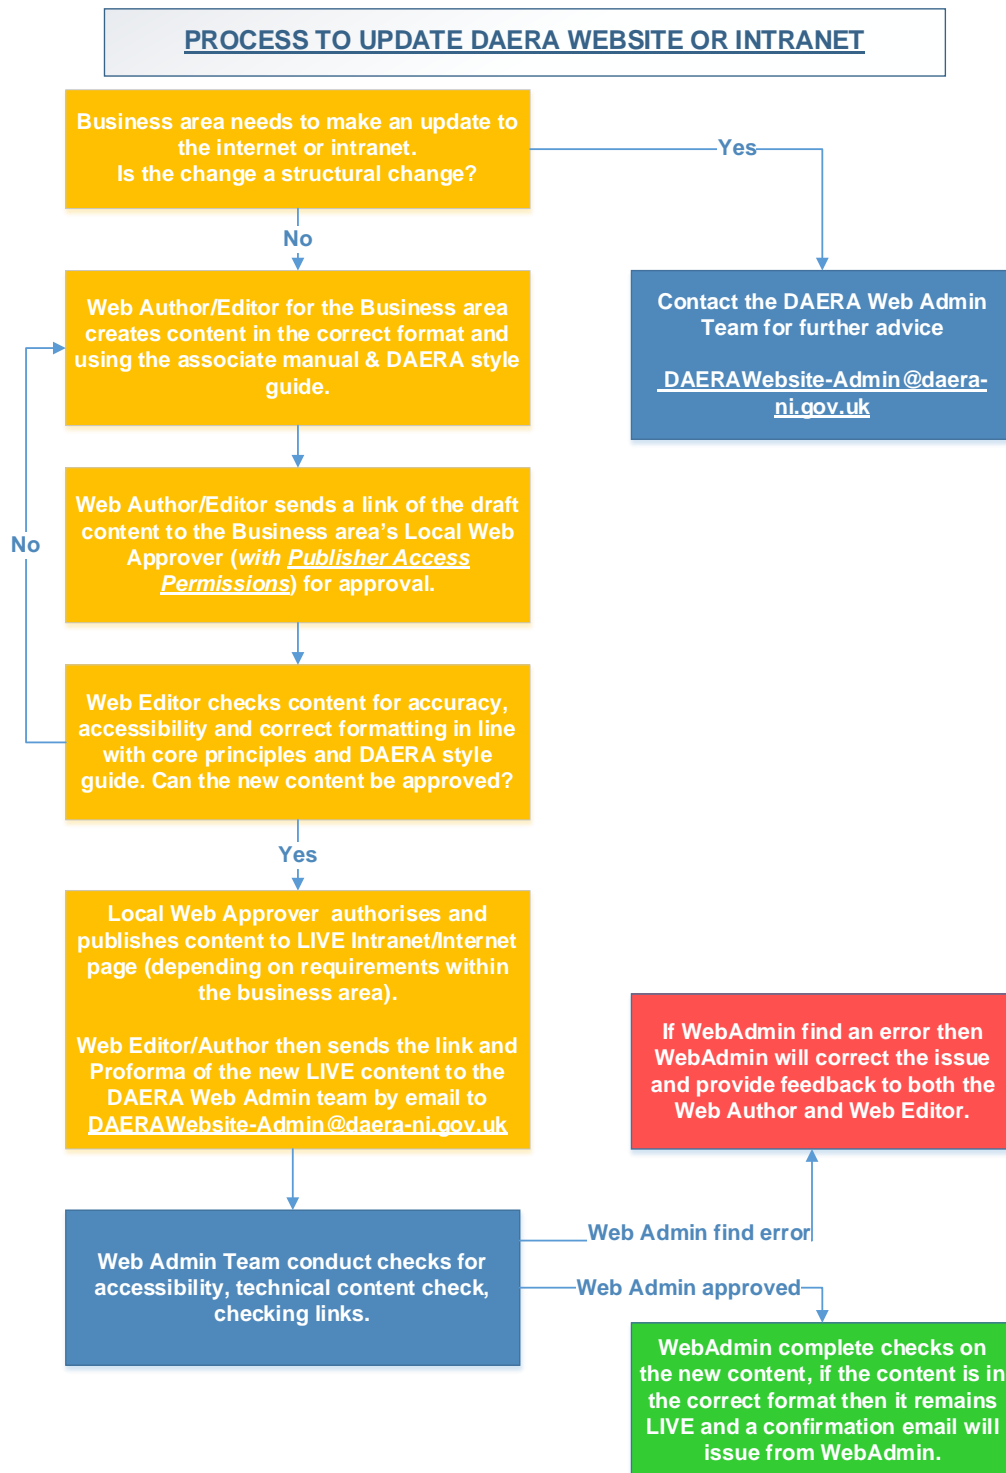 PROCESS TO UPDATE DAERA WEBSITE OR INTRANET
Business area needs to make an update to
the internet or intranet.
Is the change a structural change?
Yes
No
Web Author/Editor for the Business area
creates content in the correct format and
using the associate manual & DAERA style
guide.
Contact the DAERA Web Admin
Team for further advice
DAERAWebsite-Admin@daera-
ni.gov.uk
Web Author/Editor sends a link of the draft
content to the Business area’s Local Web
Approver (with Publisher Access
Permissions) for approval.
No
Web Editor checks content for accuracy,
accessibility and correct formatting in line
with core principles and DAERA style
guide. Can the new content be approved?
Yes
Local Web Approver authorises and
publishes content to LIVE Intranet/Internet
page (depending on requirements within
the business area).
Web Editor/Author then sends the link and
Proforma of the new LIVE content to the
DAERA Web Admin team by email to
DAERAWebsite-Admin@daera-ni.gov.uk
If WebAdmin find an error then
WebAdmin will correct the issue
and provide feedback to both the
Web Author and Web Editor.
Web Admin Team conduct checks for
accessibility, technical content check,
checking links.
Web Admin find error
Web Admin approved
WebAdmin complete checks on
the new content, if the content is in
the correct format then it remains
LIVE and a confirmation email will
issue from WebAdmin.